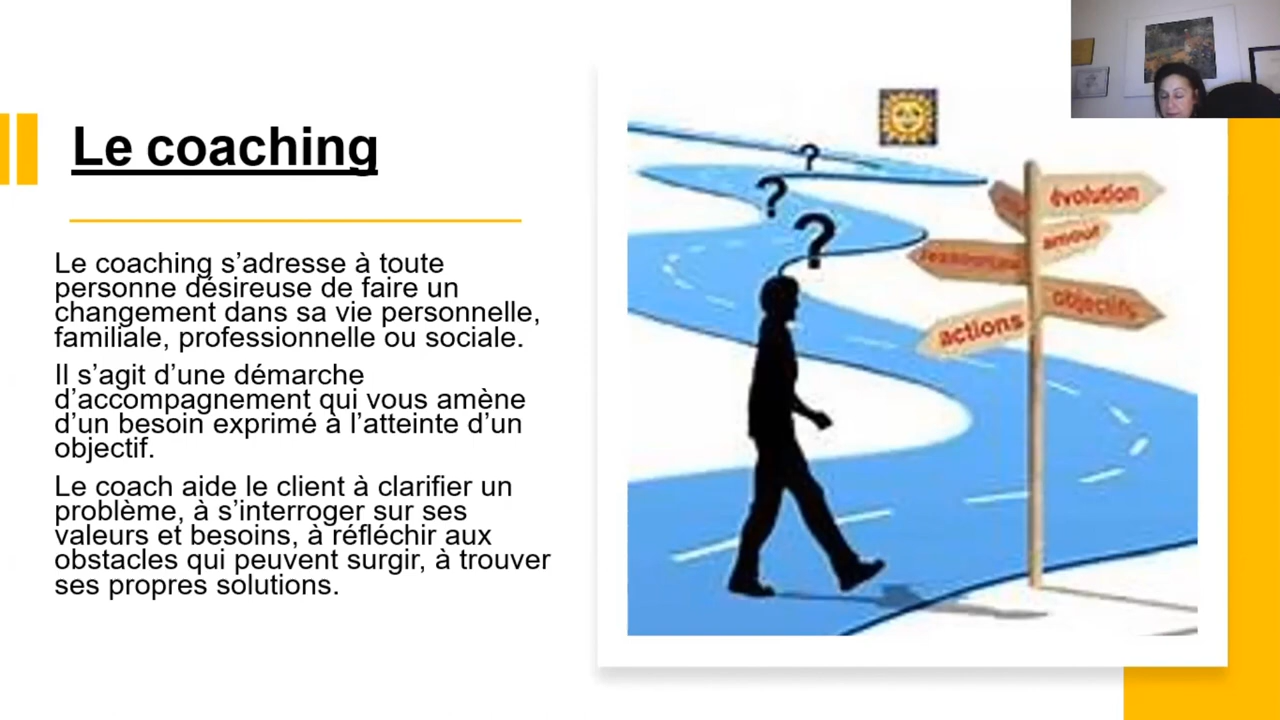 Le coaching
Le coaching s’adresse à toute
personne désireuse de faire un
changement dans sa vie personnelle,
familiale, professionnelle ou sociale.
Il s’agit d’une démarche
d’accompagnement qui vous amène
d’un besoin exprimé à l’atteinte d’un
objectif.
Le coach aide le client à clarifier un
problème, à s’interroger sur ses
valeurs et besoins, à réfléchir aux
obstacles qui peuvent surgir, à trouver
ses propres solutions.
?
?
?
évolution
amour
objectifs
actions